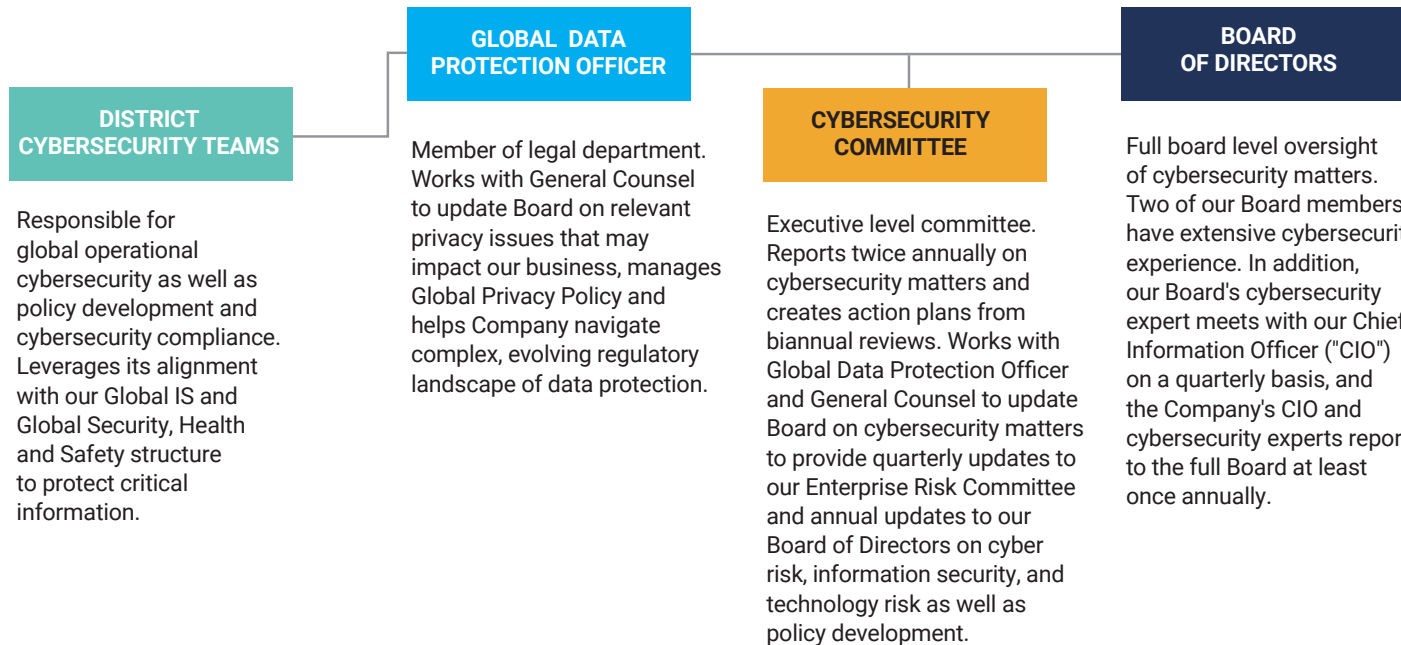 DISTRICT
CYBERSECURITY TEAMS
Responsible for
global operational
cybersecurity as well as
policy development and
cybersecurity compliance.
Leverages its alignment
with our Global IS and
Global Security, Health
and Safety structure
to protect critical
information.
GLOBAL DATA
PROTECTION OFFICER
Member of legal department.
Works with General Counsel
to update Board on relevant
privacy issues that may
impact our business, manages
Global Privacy Policy and
helps Company navigate
complex, evolving regulatory
landscape of data protection.
CYBERSECURITY
COMMITTEE
Executive level committee.
Reports twice annually on
cybersecurity matters and
creates action plans from
biannual reviews. Works with
Global Data Protection Officer
and General Counsel to update
Board on cybersecurity matters
to provide quarterly updates to
our Enterprise Risk Committee
and annual updates to our
Board of Directors on cyber
risk, information security, and
technology risk as well as
policy development.
BOARD
OF DIRECTORS
Full board level oversight
of cybersecurity matters.
Two of our Board members
have extensive cybersecurit
experience. In addition,
our Board's cybersecurity
expert meets with our Chief
Information Officer ("CIO")
on a quarterly basis, and
the Company's CIO and
cybersecurity experts repor
to the full Board at least
once annually.